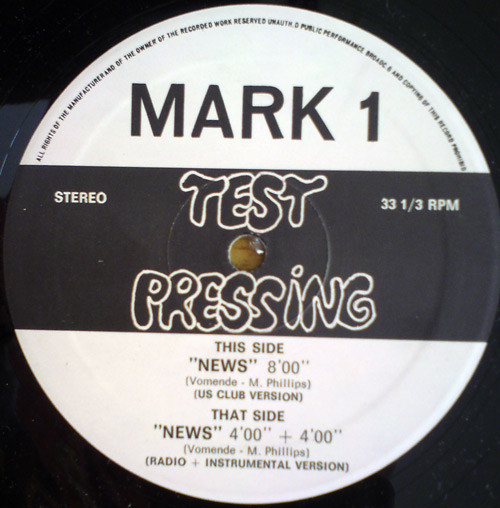 ALL RIGHTS OF THE MANUFACTURER AND OF THE OWNER OF THE RECORDED WORK RESERVED UNAUTH.D PUBLIC PERFORMANCE BROADC.G AND COPYING OF THIS RECORD PROHIB.
MARK 1
STEREO
TEST
33 1/3 RPM
PRESSING
THIS SIDE
"NEWS" 8'00"
(Vomende - M. Phillips)
(US CLUB VERSION)
THAT SIDE
"NEWS" 4'00" + 4'00"
(Vomende - M. Phillips)
(RADIO + INSTRUMENTAL VERSION)